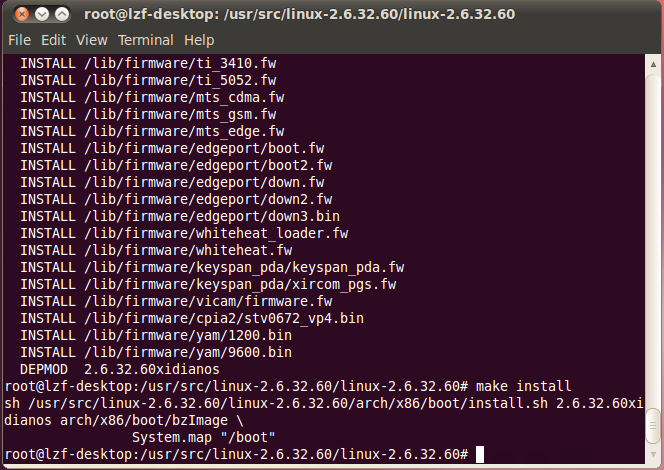 root@lzf-desktop: /usr/src/linux-2.6.32.60/linux-2.6.32.60
File Edit View Terminal Help
INSTALL /lib/firmware/ti_3410.fw
INSTALL /lib/firmware/ti_5052.fw
INSTALL /lib/firmware/mts_cdma.fw
INSTALL /lib/firmware/mts_gsm.fw
INSTALL /lib/firmware/mts_edge.fw
INSTALL /lib/firmware/edgeport/boot.fw
INSTALL /lib/firmware/edgeport/boot2.fw
INSTALL /lib/firmware/edgeport/down.fw
INSTALL /lib/firmware/edgeport/down2.fw
INSTALL /lib/firmware/edgeport/down3.bin
INSTALL /lib/firmware/whiteheat_loader.fw
INSTALL /lib/firmware/whiteheat.fw
INSTALL /lib/firmware/keyspan_pda/keyspan_pda.fw
INSTALL /lib/firmware/keyspan_pda/xircom_pgs.fw
INSTALL /lib/firmware/vicam/firmware.fw
INSTALL /lib/firmware/cpia2/stv0672_vp4.bin
INSTALL /lib/firmware/yam/1200.bin
INSTALL /lib/firmware/yam/9600.bin
DEPMOD  2.6.32.60xidianos
root@lzf-desktop:/usr/src/linux-2.6.32.60/linux-2.6.32.60# make install
sh /usr/src/linux-2.6.32.60/linux-2.6.32.60/arch/x86/boot/install.sh 2.6.32.60xi
dianos arch/x86/boot/bzImage \
System.map "/boot"
root@lzf-desktop:/usr/src/linux-2.6.32.60/linux-2.6.32.60#